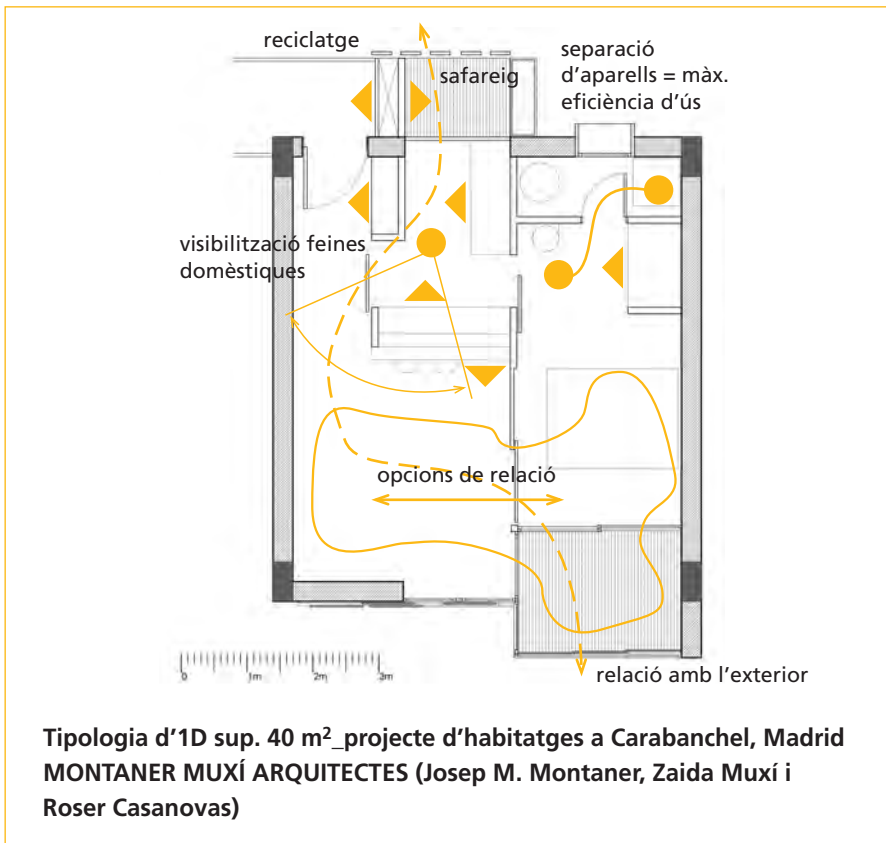 reciclatge
safareig
separació
d'aparells = màx.
eficiència d'ús
visibilització feines
domèstiques
opcions de relació
0 1m 2m 3m
relació amb l'exterior
Tipologia d'1D sup. 40 m²_projecte d'habitatges a Carabanchel, Madrid
MONTANER MUXÍ ARQUITECTES (Josep M. Montaner, Zaida Muxí i
Roser Casanovas)